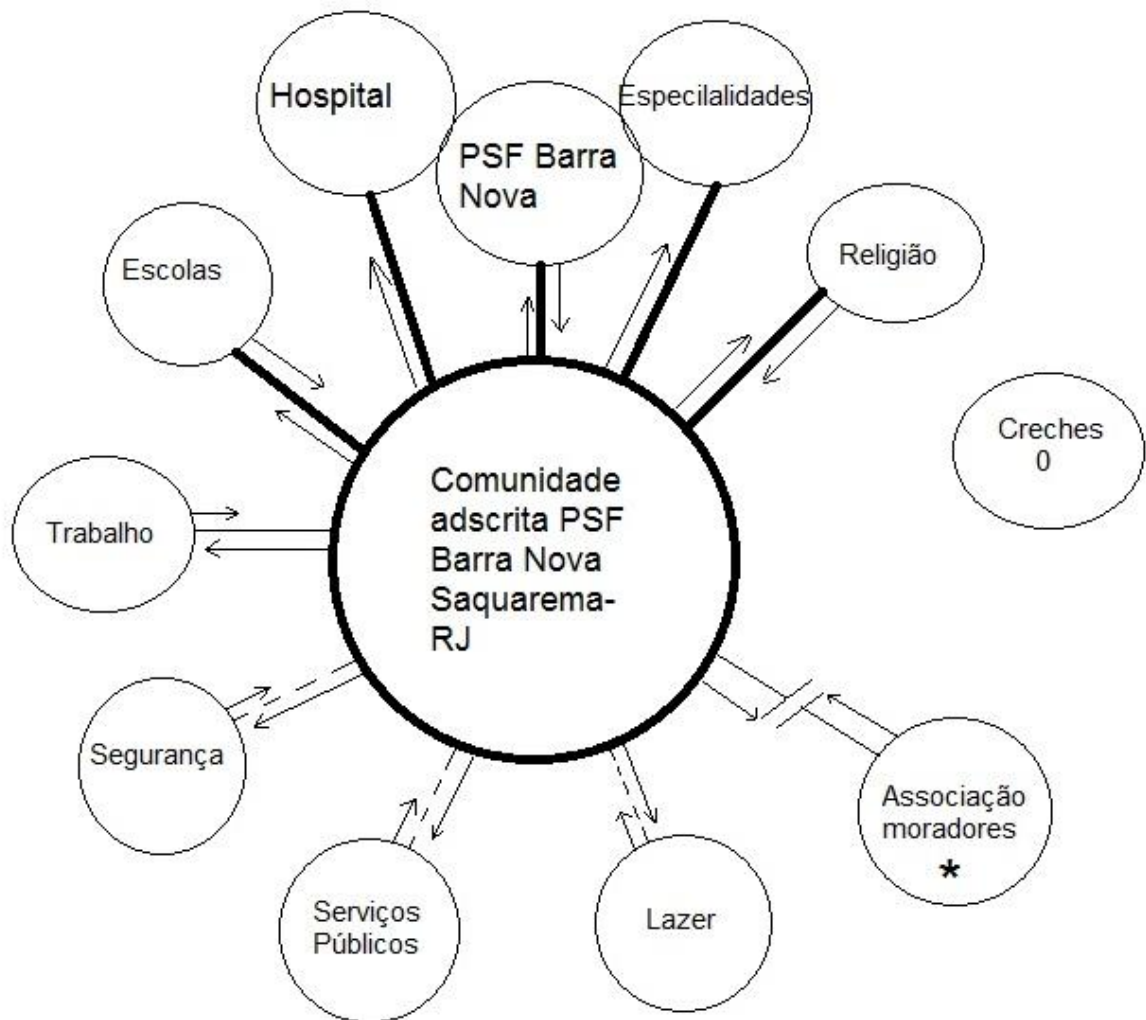 Hospital
PSF Barra
Nova
Especilalidades
Escolas
Religião
Creches
0
Trabalho
Comunidade
adscrita PSF
Barra Nova
Saquarema-
RJ
Segurança
Serviços
Públicos
Lazer
Associação
moradores
*